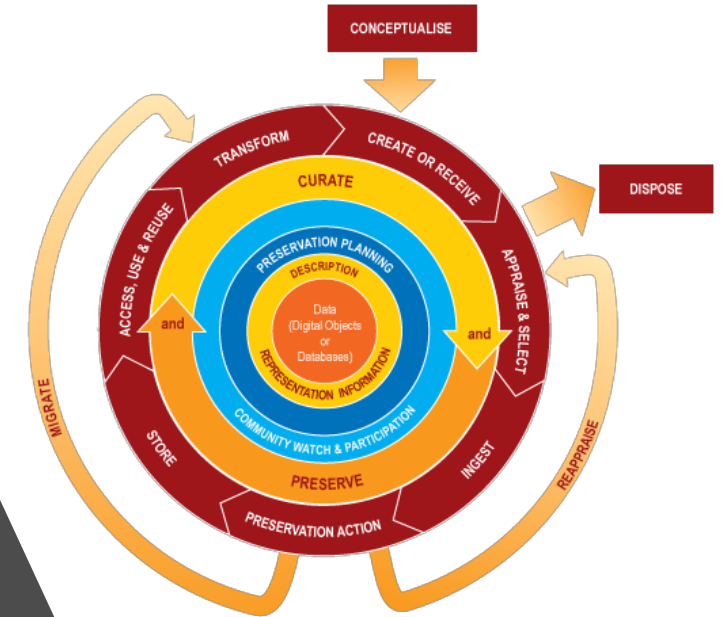 CONCEPTUALISE
TRANSFORM
CREATE OR RECEIVE
DISPOSE
CURATE
ACCESS, USE & REUSE
APPRAISE & SELECT
PRESERVATION PLANNING
DESCRIPTION
Data
(Digital Objects
or
Databases)
and
and
REPRESENTATION INFORMATION
COMMUNITY WATCH & PARTICIPATION
MIGRATE
STORE
INGEST
REAPPRAISE
PRESERVE
PRESERVATION ACTION